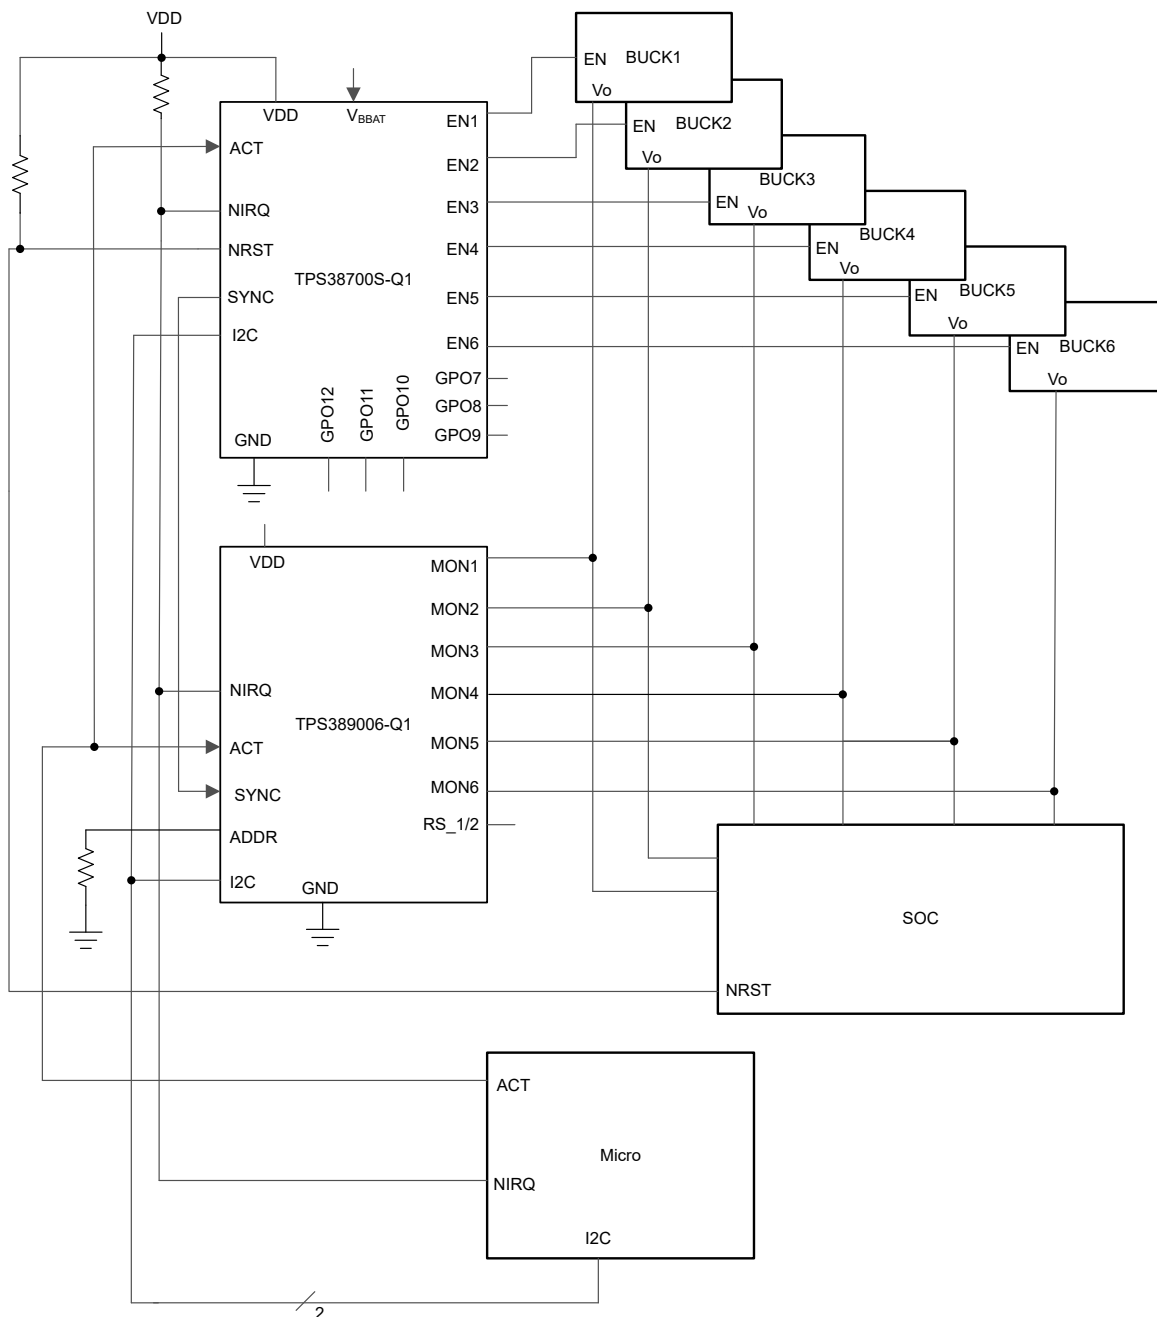 VDD
BUCK1
EN
Vo
BUCK2
EN
Vo
BUCK3
EN
Vo
BUCK4
EN
Vo
BUCK5
EN
Vo
BUCK6
EN
Vo
VDD
VBBAT
ACT
NIRQ
NRST
SYNC
I2C
GND
TPS38700S-Q1
EN1
EN2
EN3
EN4
EN5
EN6
GPO7
GPO8
GPO9
GPO12
GPO11
GPO10
VDD
NIRQ
ACT
SYNC
ADDR
I2C
GND
TPS389006-Q1
MON1
MON2
MON3
MON4
MON5
MON6
RS_1/2
SOC
NRST
ACT
Micro
NIRQ
I2C
2